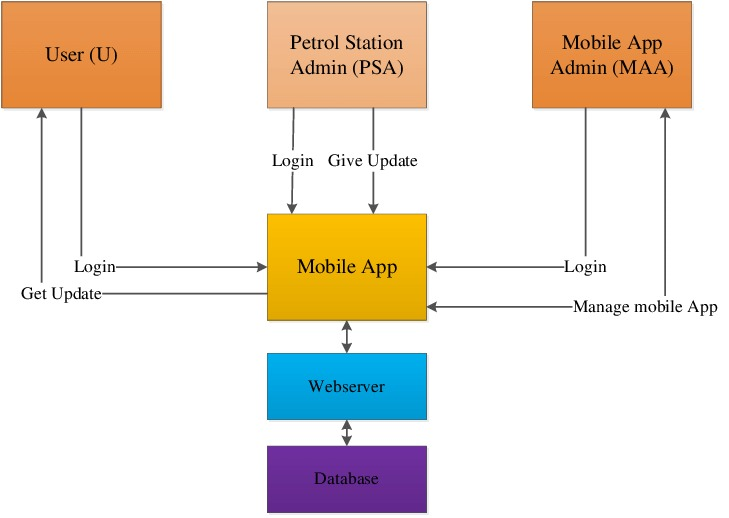 User (U)
Petrol Station
Admin (PSA)
Mobile App
Admin (MAA)
Login
Give Update
Login
Mobile App
Login
Get Update
Manage mobile App
Webserver
Database